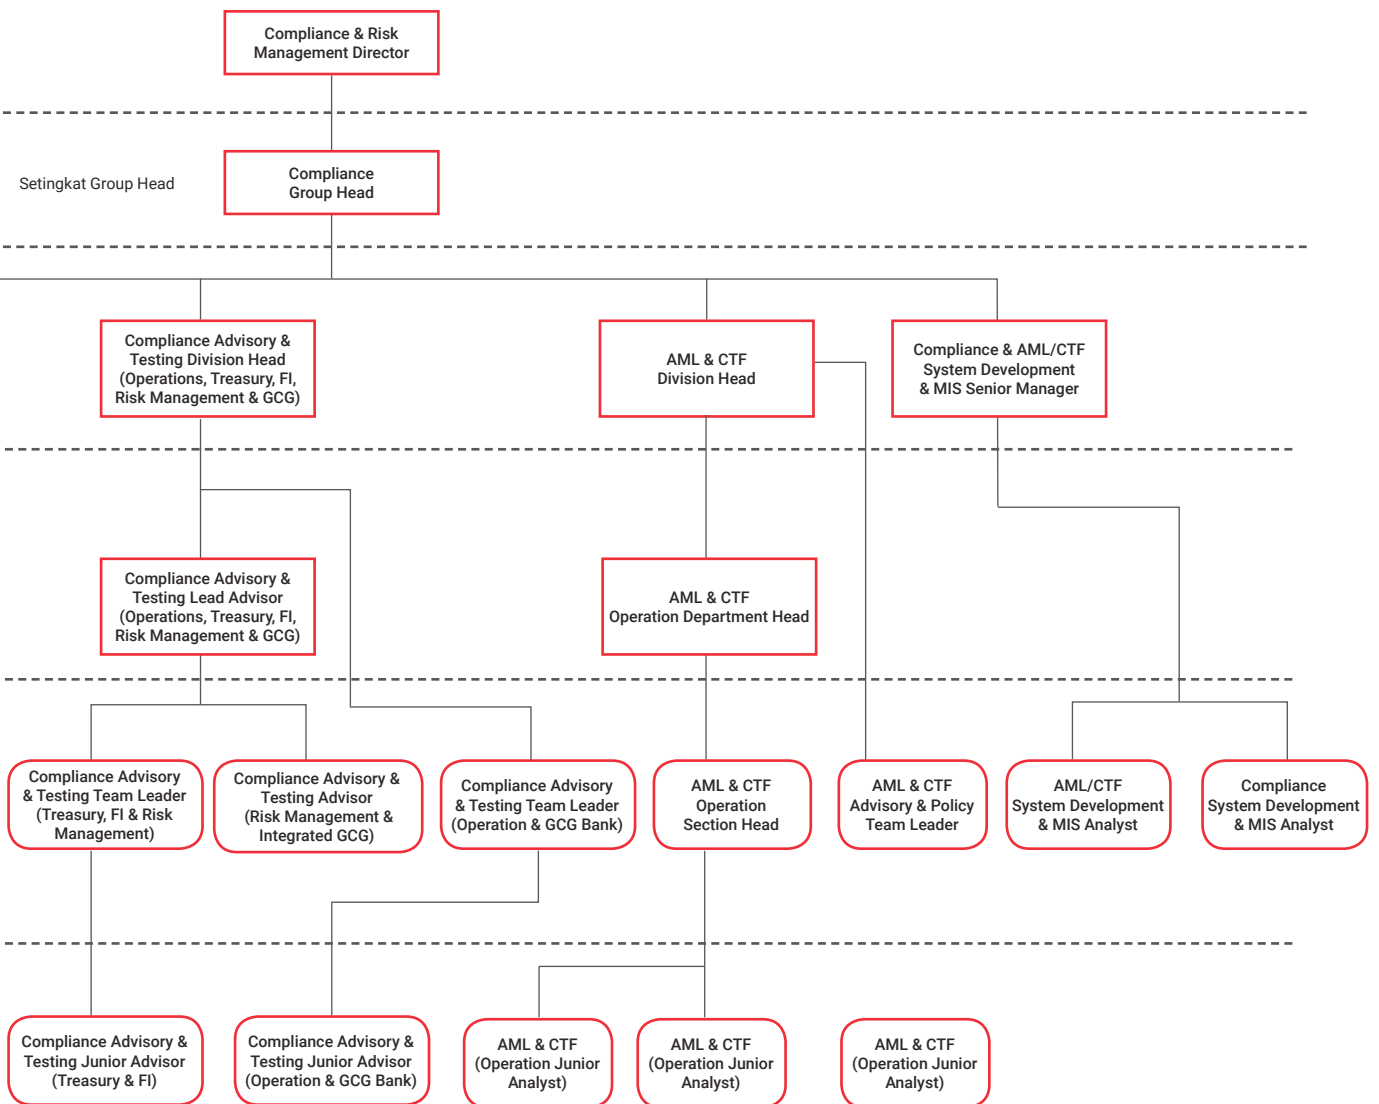 Compliance & Risk
Management Director
Setingkat Group Head
Compliance
Group Head
Compliance Advisory &
Testing Division Head
(Operations, Treasury, FI,
Risk Management & GCG)
AML & CTF
Division Head
Compliance & AML/CTF
System Development
& MIS Senior Manager
Compliance Advisory &
Testing Lead Advisor
(Operations, Treasury, FI,
Risk Management & GCG)
AML & CTF
Operation Department Head
Compliance Advisory
& Testing Team Leader
(Treasury, FI & Risk
Management)
Compliance Advisory &
Testing Advisor
(Risk Management &
Integrated GCG)
Compliance Advisory
& Testing Team Leader
(Operation & GCG Bank)
AML & CTF
Operation
Section Head
AML & CTF
Advisory & Policy
Team Leader
AML/CTF
System Development
& MIS Analyst
Compliance
System Development
& MIS Analyst
Compliance Advisory &
Testing Junior Advisor
(Treasury & FI)
Compliance Advisory &
Testing Junior Advisor
(Operation & GCG Bank)
AML & CTF
(Operation Junior
Analyst)
AML & CTF
(Operation Junior
Analyst)
AML & CTF
(Operation Junior
Analyst)